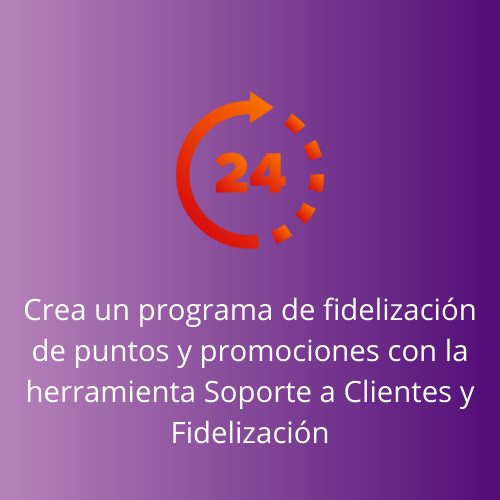 24
Crea un programa de fidelización
de puntos y promociones con la
herramienta Soporte a Clientes y
Fidelización